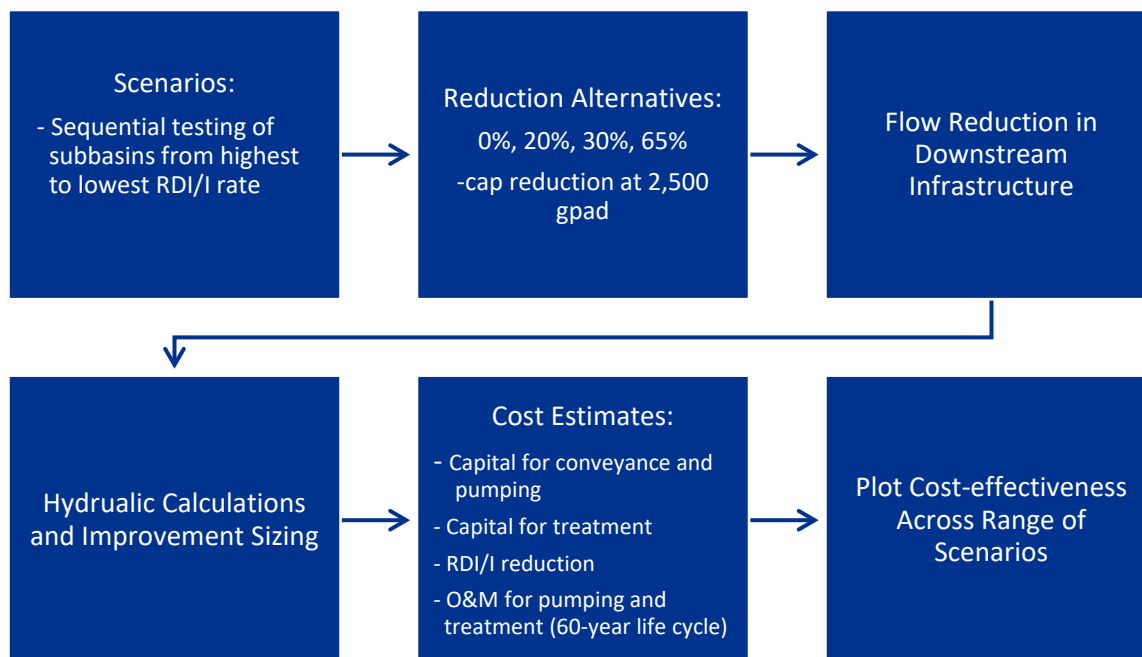 Scenarios:
- Sequential testing of
subbasins from highest
to lowest RDI/I rate
Reduction Alternatives:
0%, 20%, 30%, 65%
-cap reduction at 2,500
gpad
Flow Reduction in
Downstream
Infrastructure
Hydrualic Calculations
and Improvement Sizing
Cost Estimates:
- Capital for conveyance and
pumping
- Capital for treatment
- RDI/I reduction
- O&M for pumping and
treatment (60-year life cycle)
Plot Cost-effectiveness
Across Range of
Scenarios